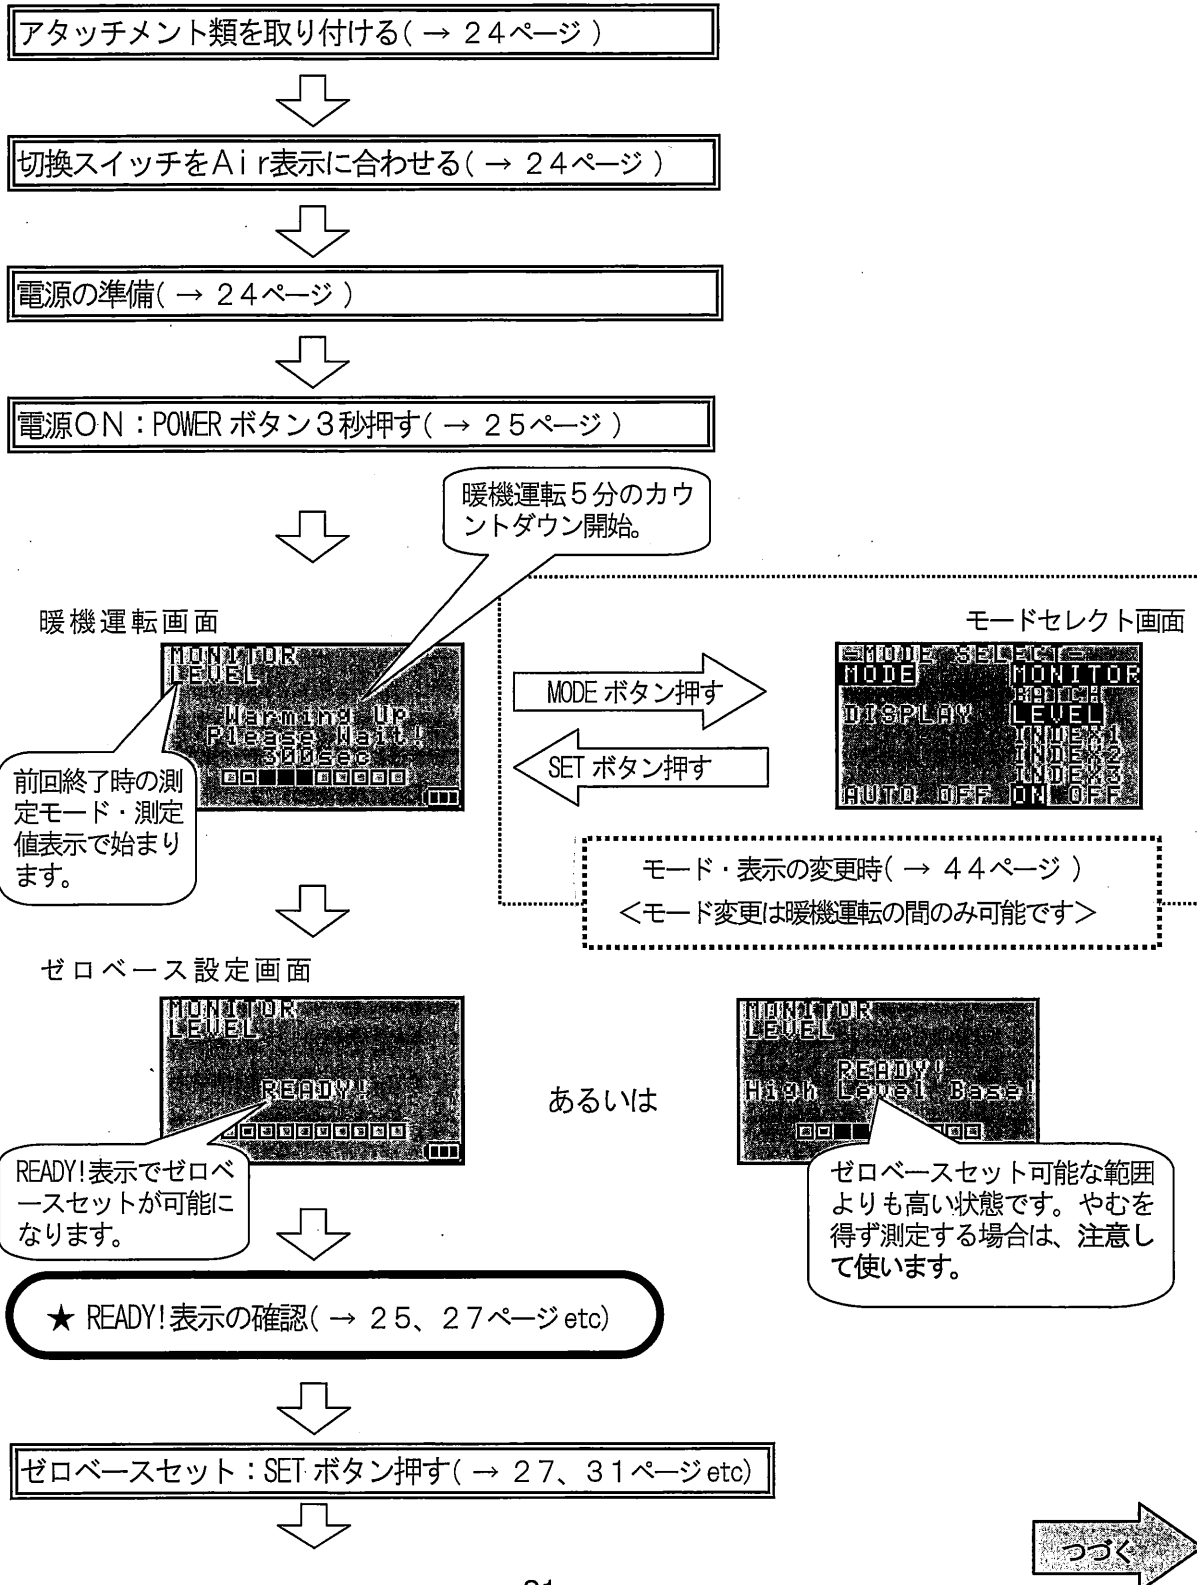 アタッチメント類を取り付ける( → 24ページ )
切換スイッチをAir表示に合わせる( → 24ページ )
電源の準備( → 24ページ )
電源ON：POWER ボタン3秒押す( → 25ページ )
暖機運転5分のカウ
ントダウン開始。
暖機運転画面
MONITOR
LEVEL
Warming Up
Please Wait!
300sec
前回終了時の測
定モード・測定
値表示で始まり
ます。
MODE ボタン押す
SET ボタン押す
モードセレクト画面
-MODE SELECT-
MODE MONITOR
BATCH
DISPLAY LEVEL
INDEX1
INDEX2
INDEX3
AUTO OFF ON OFF
モード・表示の変更時( → 44ページ )
＜モード変更は暖機運転の間のみ可能です＞
ゼロベース設定画面
MONITOR
LEVEL
READY!
READY!表示でゼロベ
ースセットが可能に
なります。
あるいは
MONITOR
LEVEL
READY!
High Level Base!
ゼロベースセット可能な範囲
よりも高い状態です。やむを
得ず測定する場合は、注意し
て使います。
★ READY!表示の確認( → 25、27ページ etc)
ゼロベースセット：SET ボタン押す( → 27、31ページ etc)
つづく